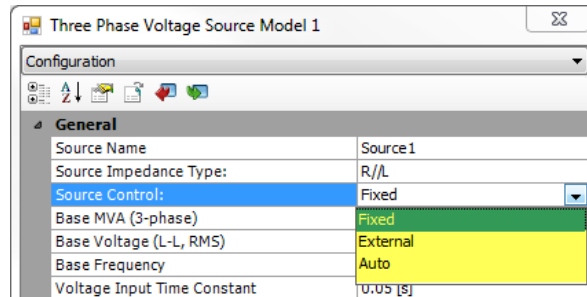 Three Phase Voltage Source Model 1
Configuration
General
Source Name Source1
Source Impedance Type: R//L
Source Control: Fixed
Base MVA (3-phase) Fixed
Base Voltage (L-L, RMS) External
Base Frequency Auto
Voltage Input Time Constant 0.05 [s]